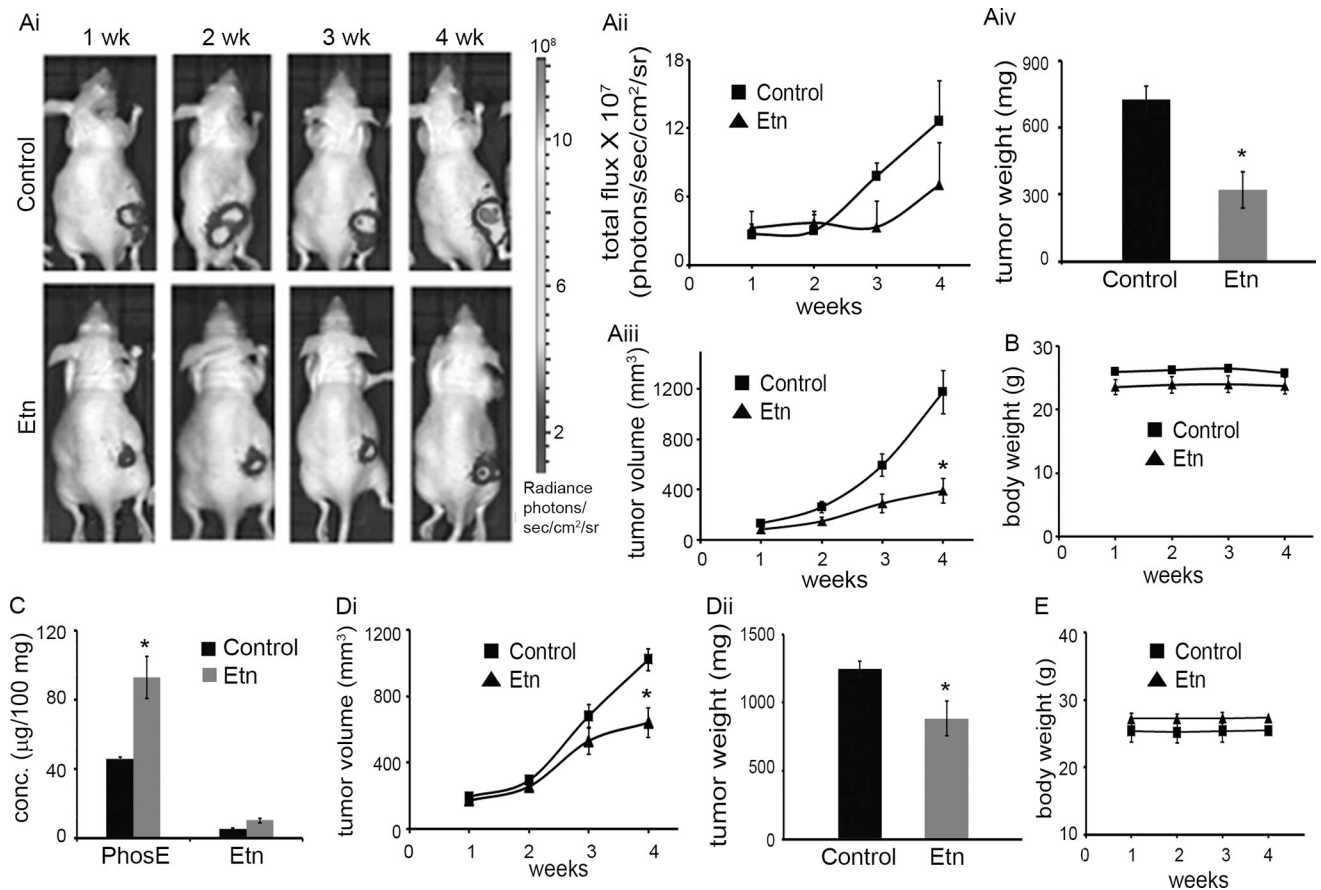 Ai
1 wk 2 wk 3 wk 4 wk
Control
Etn
10⁸
10
6
2
Radiance
photons/
sec/cm²/sr
Aii
total flux X 10⁷
(photons/sec/cm²/sr)
18
12
6
0
Control
Etn
0 1 2 3 4
weeks
Aiv
tumor weight (mg)
900
600
300
0
*
Control Etn
Aiii
tumor volume (mm³)
1200
800
400
0
Control
Etn
*
0 1 2 3 4
weeks
B
body weight (g)
30
20
10
0
Control
Etn
0 1 2 3 4
weeks
C
conc. (µg/100 mg)
120
80
40
0
*
Control
Etn
PhosE Etn
Di
tumor volume (mm³)
1200
800
400
0
Control
Etn
*
0 1 2 3 4
weeks
Dii
tumor weight (mg)
1500
1000
500
0
*
Control Etn
E
body weight (g)
40
30
20
10
Control
Etn
0 1 2 3 4
weeks